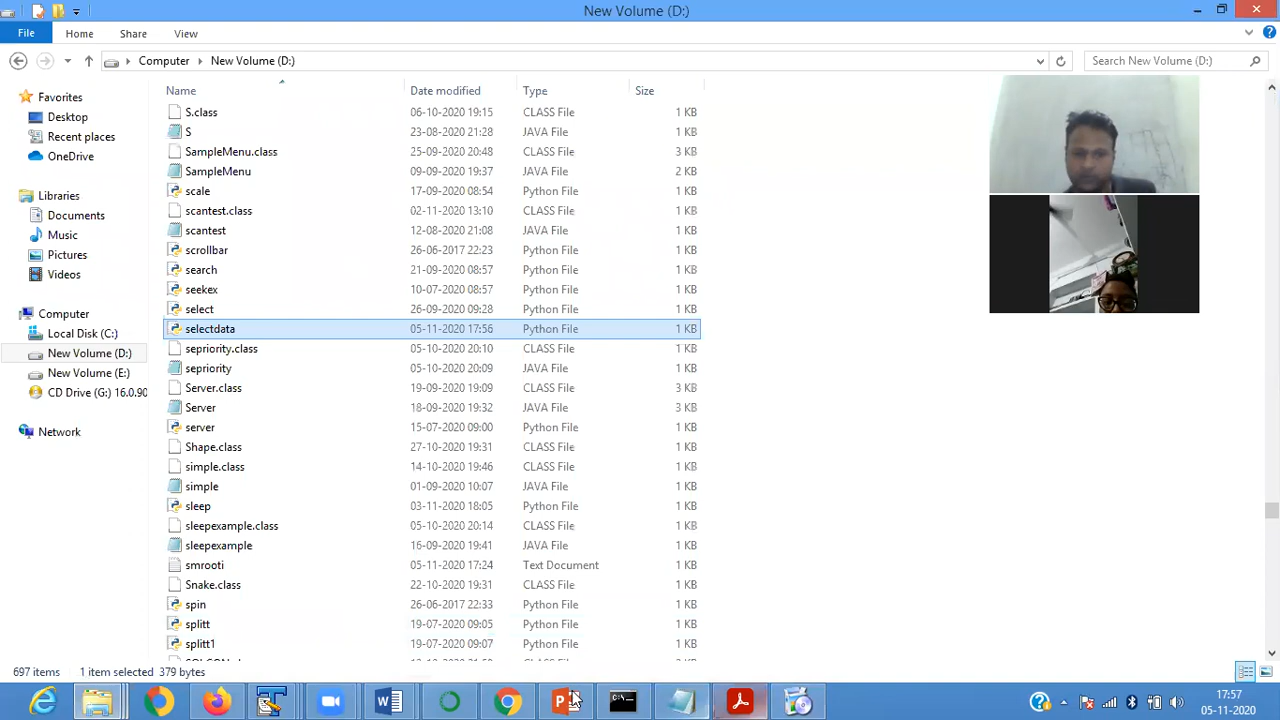 New Volume (D:)
File Home Share View
Computer New Volume (D:) Search New Volume (D:)
Name Date modified Type Size
Favorites
Desktop
Recent places
OneDrive
Libraries
Documents
Music
Pictures
Videos
Computer
Local Disk (C:)
New Volume (D:)
New Volume (E:)
CD Drive (G:) 16.0.90
Network
S.class 06-10-2020 19:15 CLASS File 1 KB
S 23-08-2020 21:28 JAVA File 1 KB
SampleMenu.class 25-09-2020 20:48 CLASS File 3 KB
SampleMenu 09-09-2020 19:37 JAVA File 2 KB
scale 17-09-2020 08:54 Python File 1 KB
scantest.class 02-11-2020 13:10 CLASS File 1 KB
scantest 12-08-2020 21:08 JAVA File 1 KB
scrollbar 26-06-2017 22:23 Python File 1 KB
search 21-09-2020 08:57 Python File 1 KB
seekex 10-07-2020 08:57 Python File 1 KB
select 26-09-2020 09:28 Python File 1 KB
selectdata 05-11-2020 17:56 Python File 1 KB
sepriority.class 05-10-2020 20:10 CLASS File 1 KB
sepriority 05-10-2020 20:09 JAVA File 1 KB
Server.class 19-09-2020 19:09 CLASS File 3 KB
Server 18-09-2020 19:32 JAVA File 3 KB
server 15-07-2020 09:00 Python File 1 KB
Shape.class 27-10-2020 19:31 CLASS File 1 KB
simple.class 14-10-2020 19:46 CLASS File 1 KB
simple 01-09-2020 10:07 JAVA File 1 KB
sleep 03-11-2020 18:05 Python File 1 KB
sleepexample.class 05-10-2020 20:14 CLASS File 1 KB
sleepexample 16-09-2020 19:41 JAVA File 1 KB
smrooti 05-11-2020 17:24 Text Document 1 KB
Snake.class 22-10-2020 19:31 CLASS File 1 KB
spin 26-06-2017 22:33 Python File 1 KB
splitt 19-07-2020 09:05 Python File 1 KB
splitt1 19-07-2020 09:07 Python File 1 KB
697 items 1 item selected 379 bytes
17:57
05-11-2020